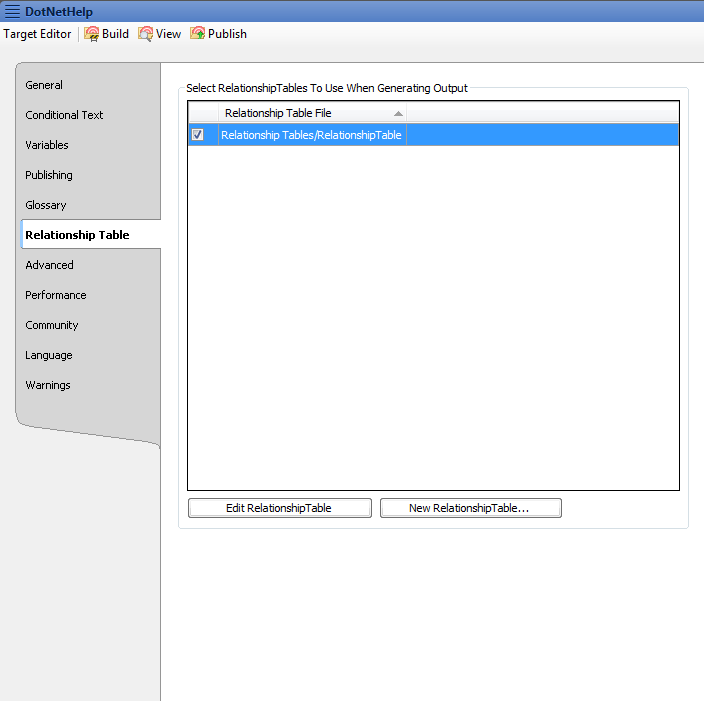 DotNetHelp
Target Editor Build View Publish
General
Conditional Text
Variables
Publishing
Glossary
Relationship Table
Advanced
Performance
Community
Language
Warnings
Select RelationshipTables To Use When Generating Output
Relationship Table File
Relationship Tables/RelationshipTable
Edit RelationshipTable New RelationshipTable...